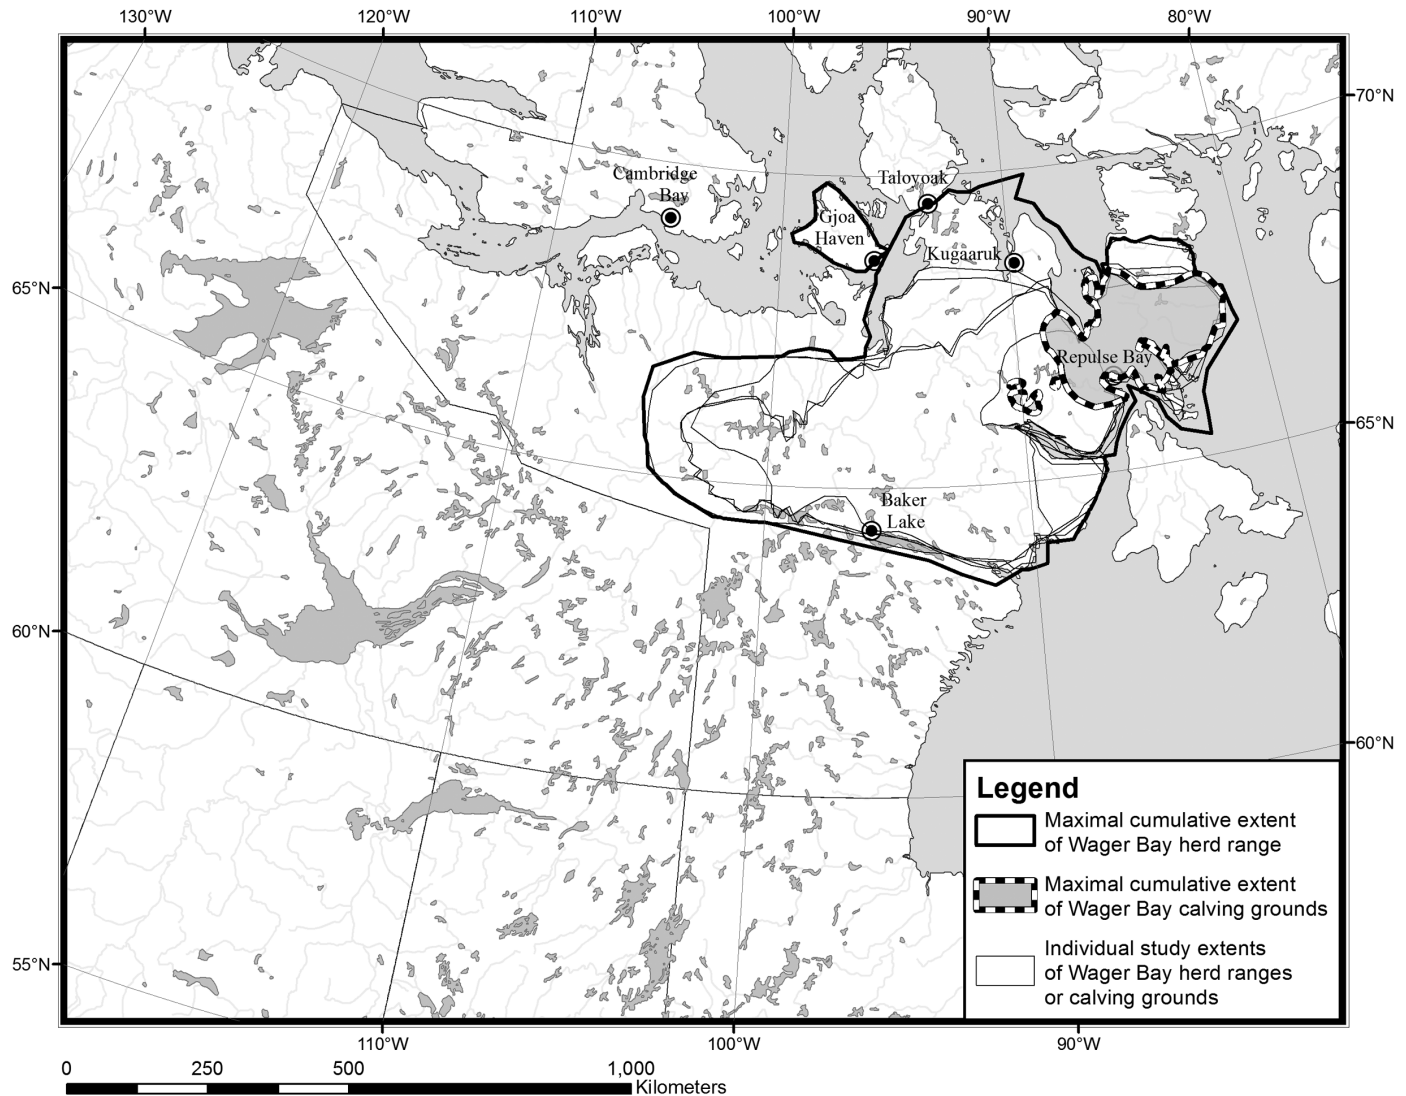 130°W
120°W
110°W
100°W
90°W
80°W
70°N
Cambridge
Bay
Taloyoak
Gjoa
Haven
Kugaaruk
65°N
Repulse Bay
65°N
Baker
Lake
60°N
60°N
Legend
Maximal cumulative extent
of Wager Bay herd range
Maximal cumulative extent
of Wager Bay calving grounds
Individual study extents
of Wager Bay herd ranges
or calving grounds
55°N
110°W
100°W
90°W
0
250
500
1,000
Kilometers